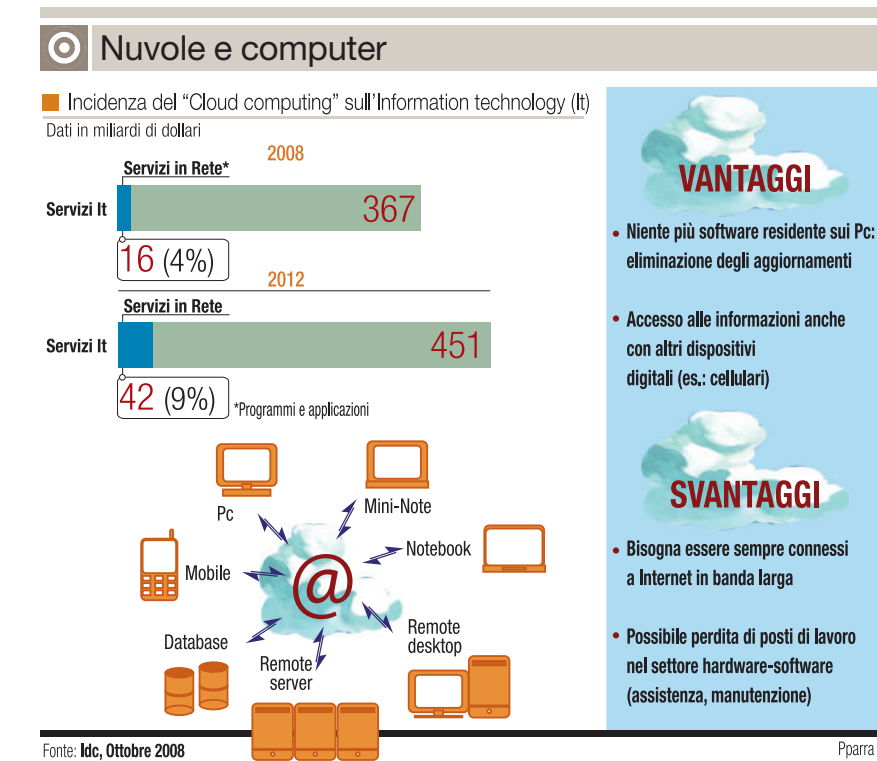 Nuvole e computer
Incidenza del “Cloud computing” sull’Information technology (It)
Dati in miliardi di dollari
2008
Servizi in Rete*
Servizi It
367
16 (4%)
2012
Servizi in Rete
Servizi It
451
42 (9%)
*Programmi e applicazioni
Pc
Mini-Note
Notebook
Mobile
@
Database
Remote
server
Remote
desktop
VANTAGGI
• Niente più software residente sui Pc:
eliminazione degli aggiornamenti
• Accesso alle informazioni anche
con altri dispositivi
digitali (es.: cellulari)
SVANTAGGI
• Bisogna essere sempre connessi
a Internet in banda larga
• Possibile perdita di posti di lavoro
nel settore hardware-software
(assistenza, manutenzione)
Fonte: Idc, Ottobre 2008
Pparra